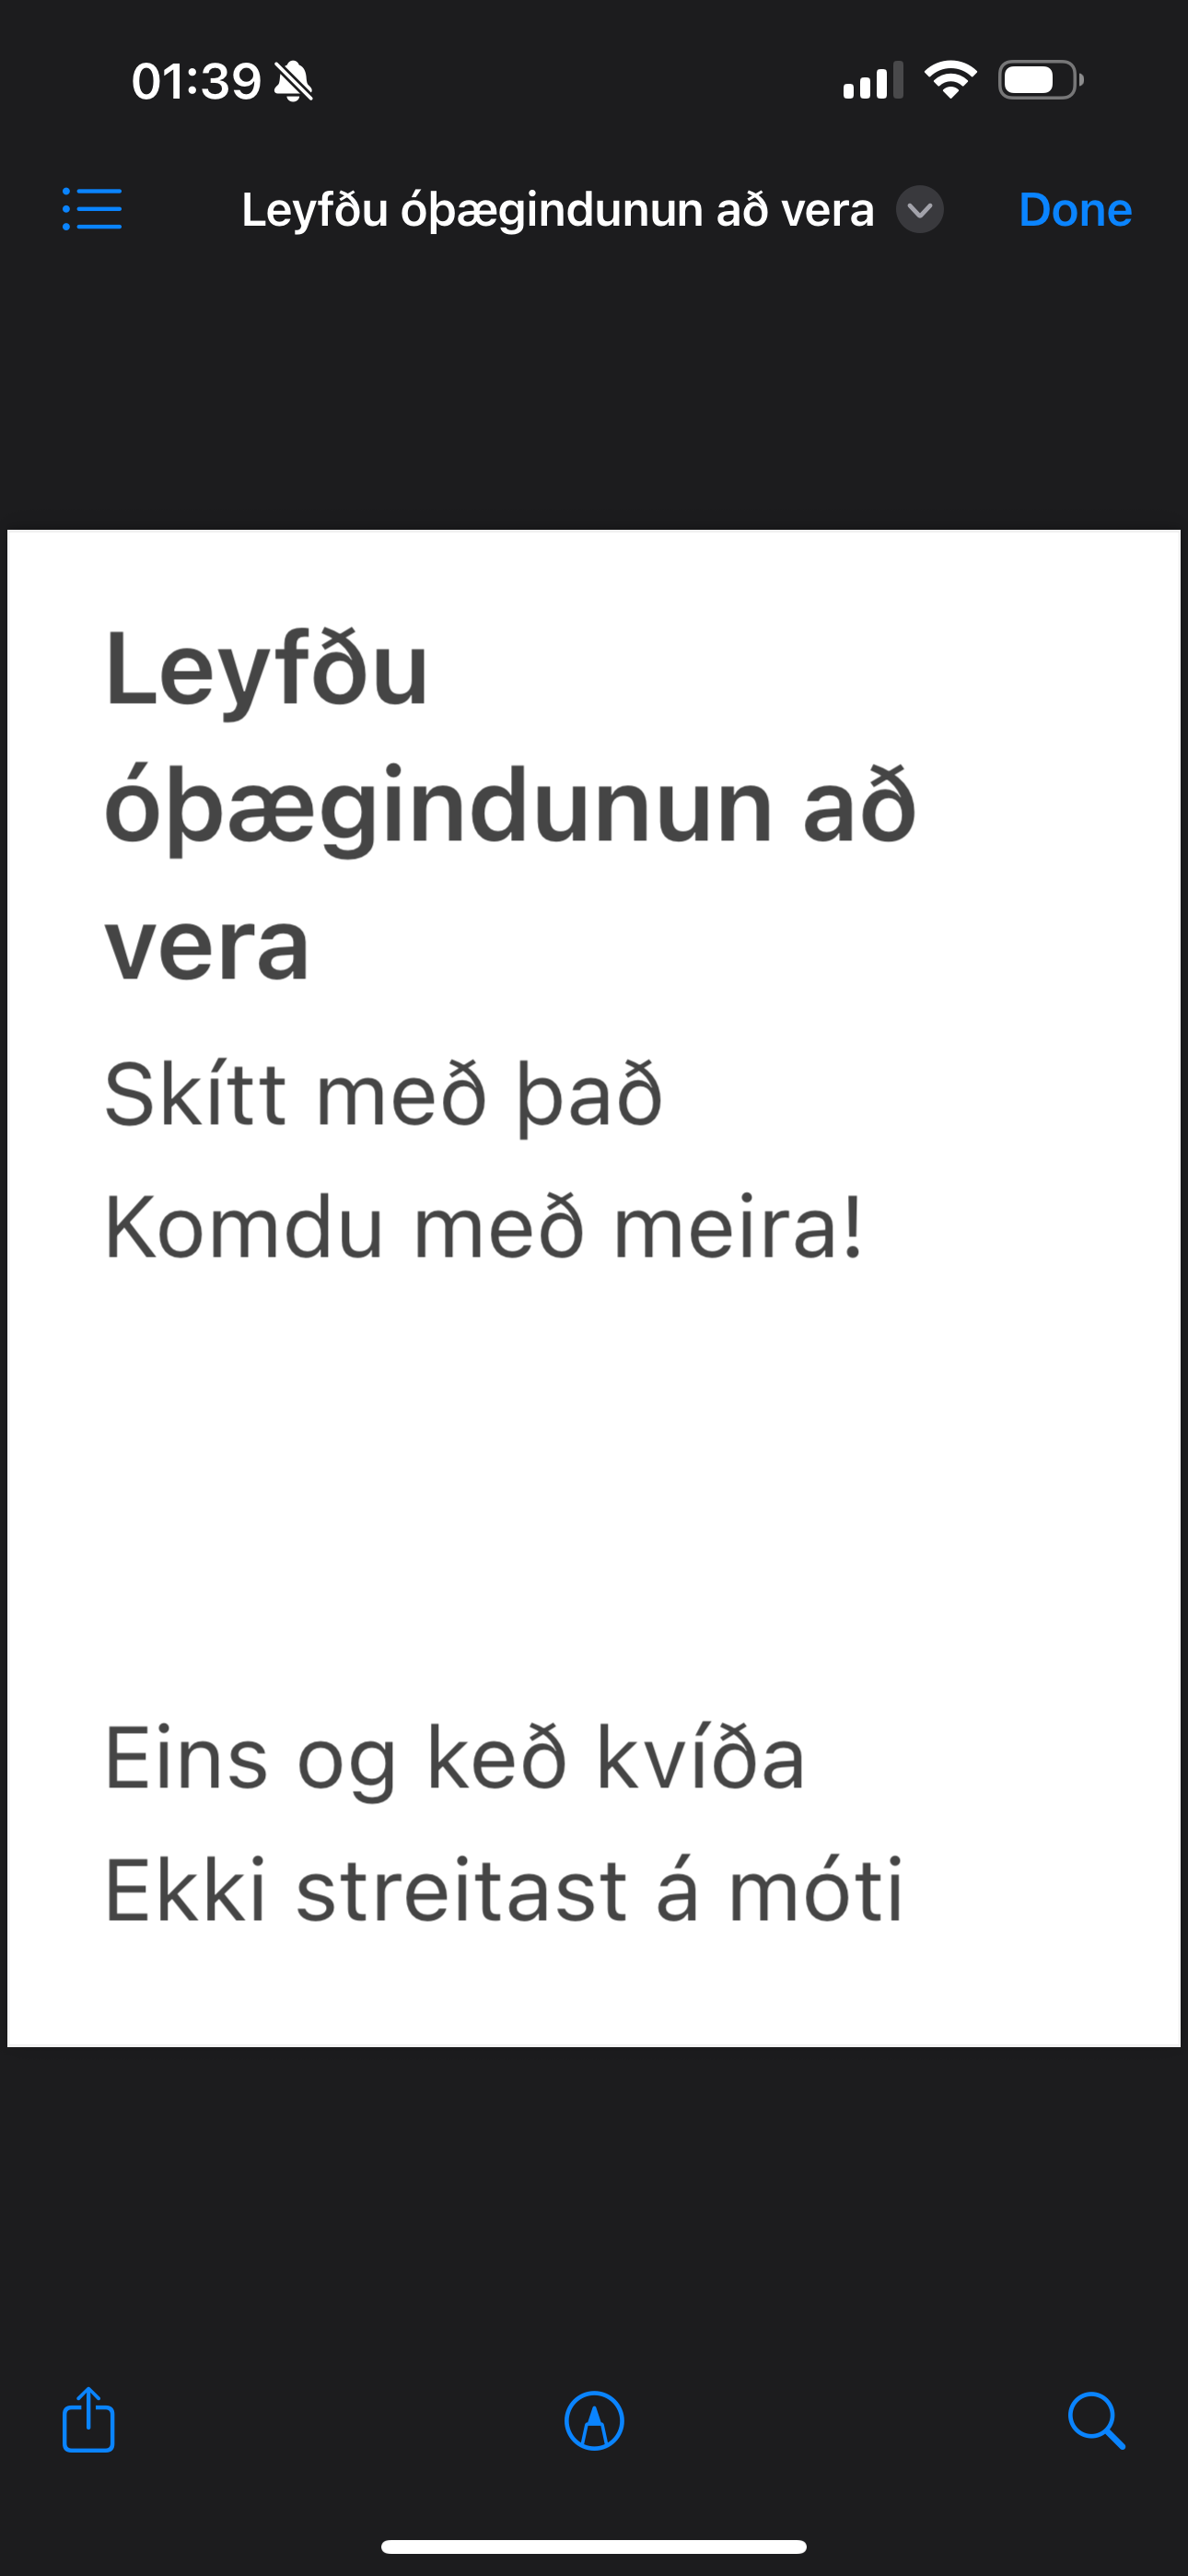 01:39
Leyfðu óþægindunun að vera
Done
Leyfðu
óþægindunun að
vera
Skítt með það
Komdu með meira!
Eins og keð kvíða
Ekki streitast á móti